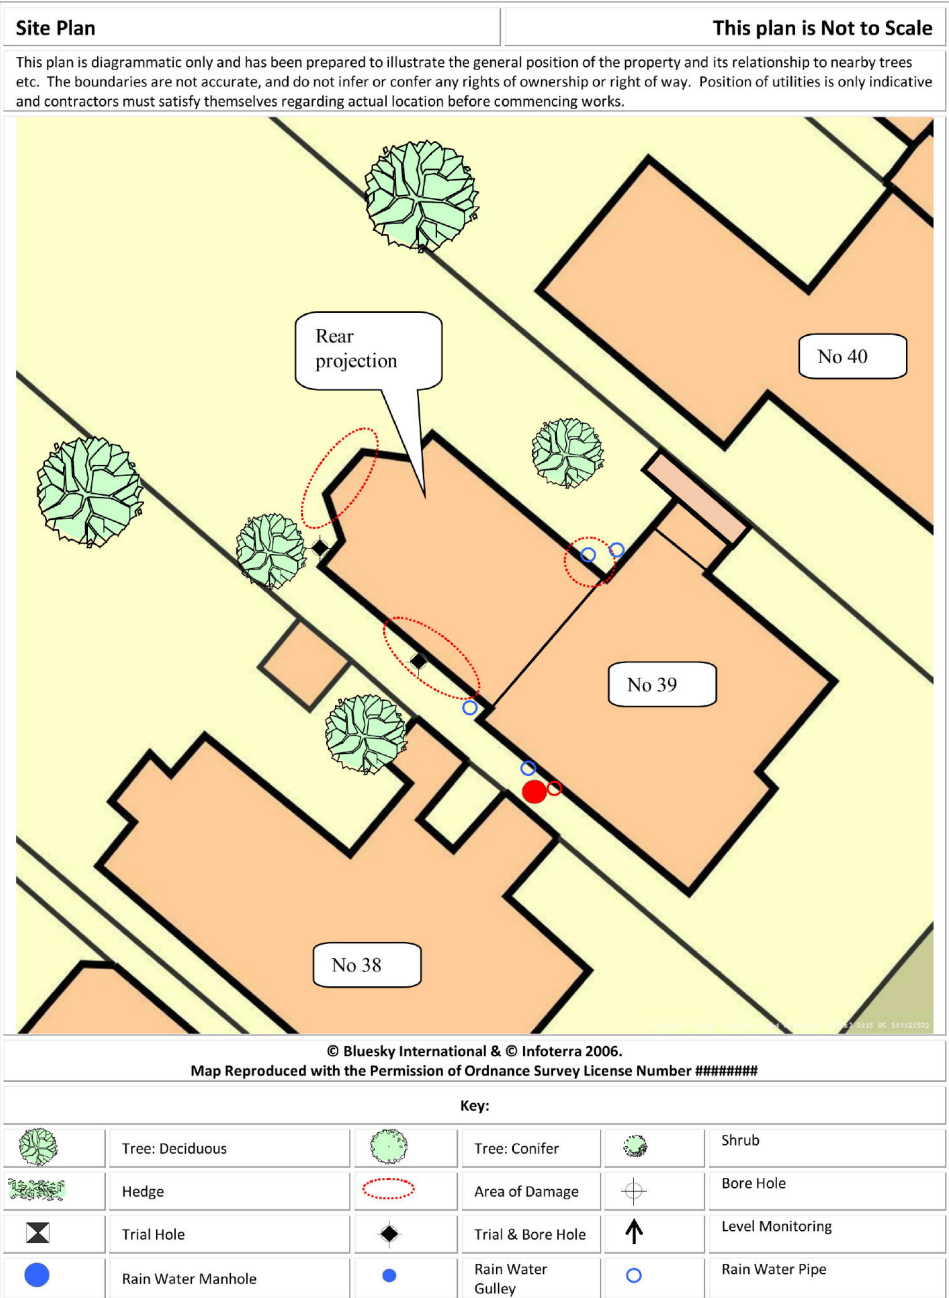 Site Plan
This plan is Not to Scale
This plan is diagrammatic only and has been prepared to illustrate the general position of the property and its relationship to nearby trees
etc. The boundaries are not accurate, and do not infer or confer any rights of ownership or right of way. Position of utilities is only indicative
and contractors must satisfy themselves regarding actual location before commencing works.
Rear
projection
No 40
No 39
No 38
2015 OS 100021522
© Bluesky International & © Infoterra 2006.
Map Reproduced with the Permission of Ordnance Survey License Number ########
Key:
Tree: Deciduous
Tree: Conifer
Shrub
Hedge
Area of Damage
Bore Hole
Trial Hole
Trial & Bore Hole
Level Monitoring
Rain Water Manhole
Rain Water
Gulley
Rain Water Pipe